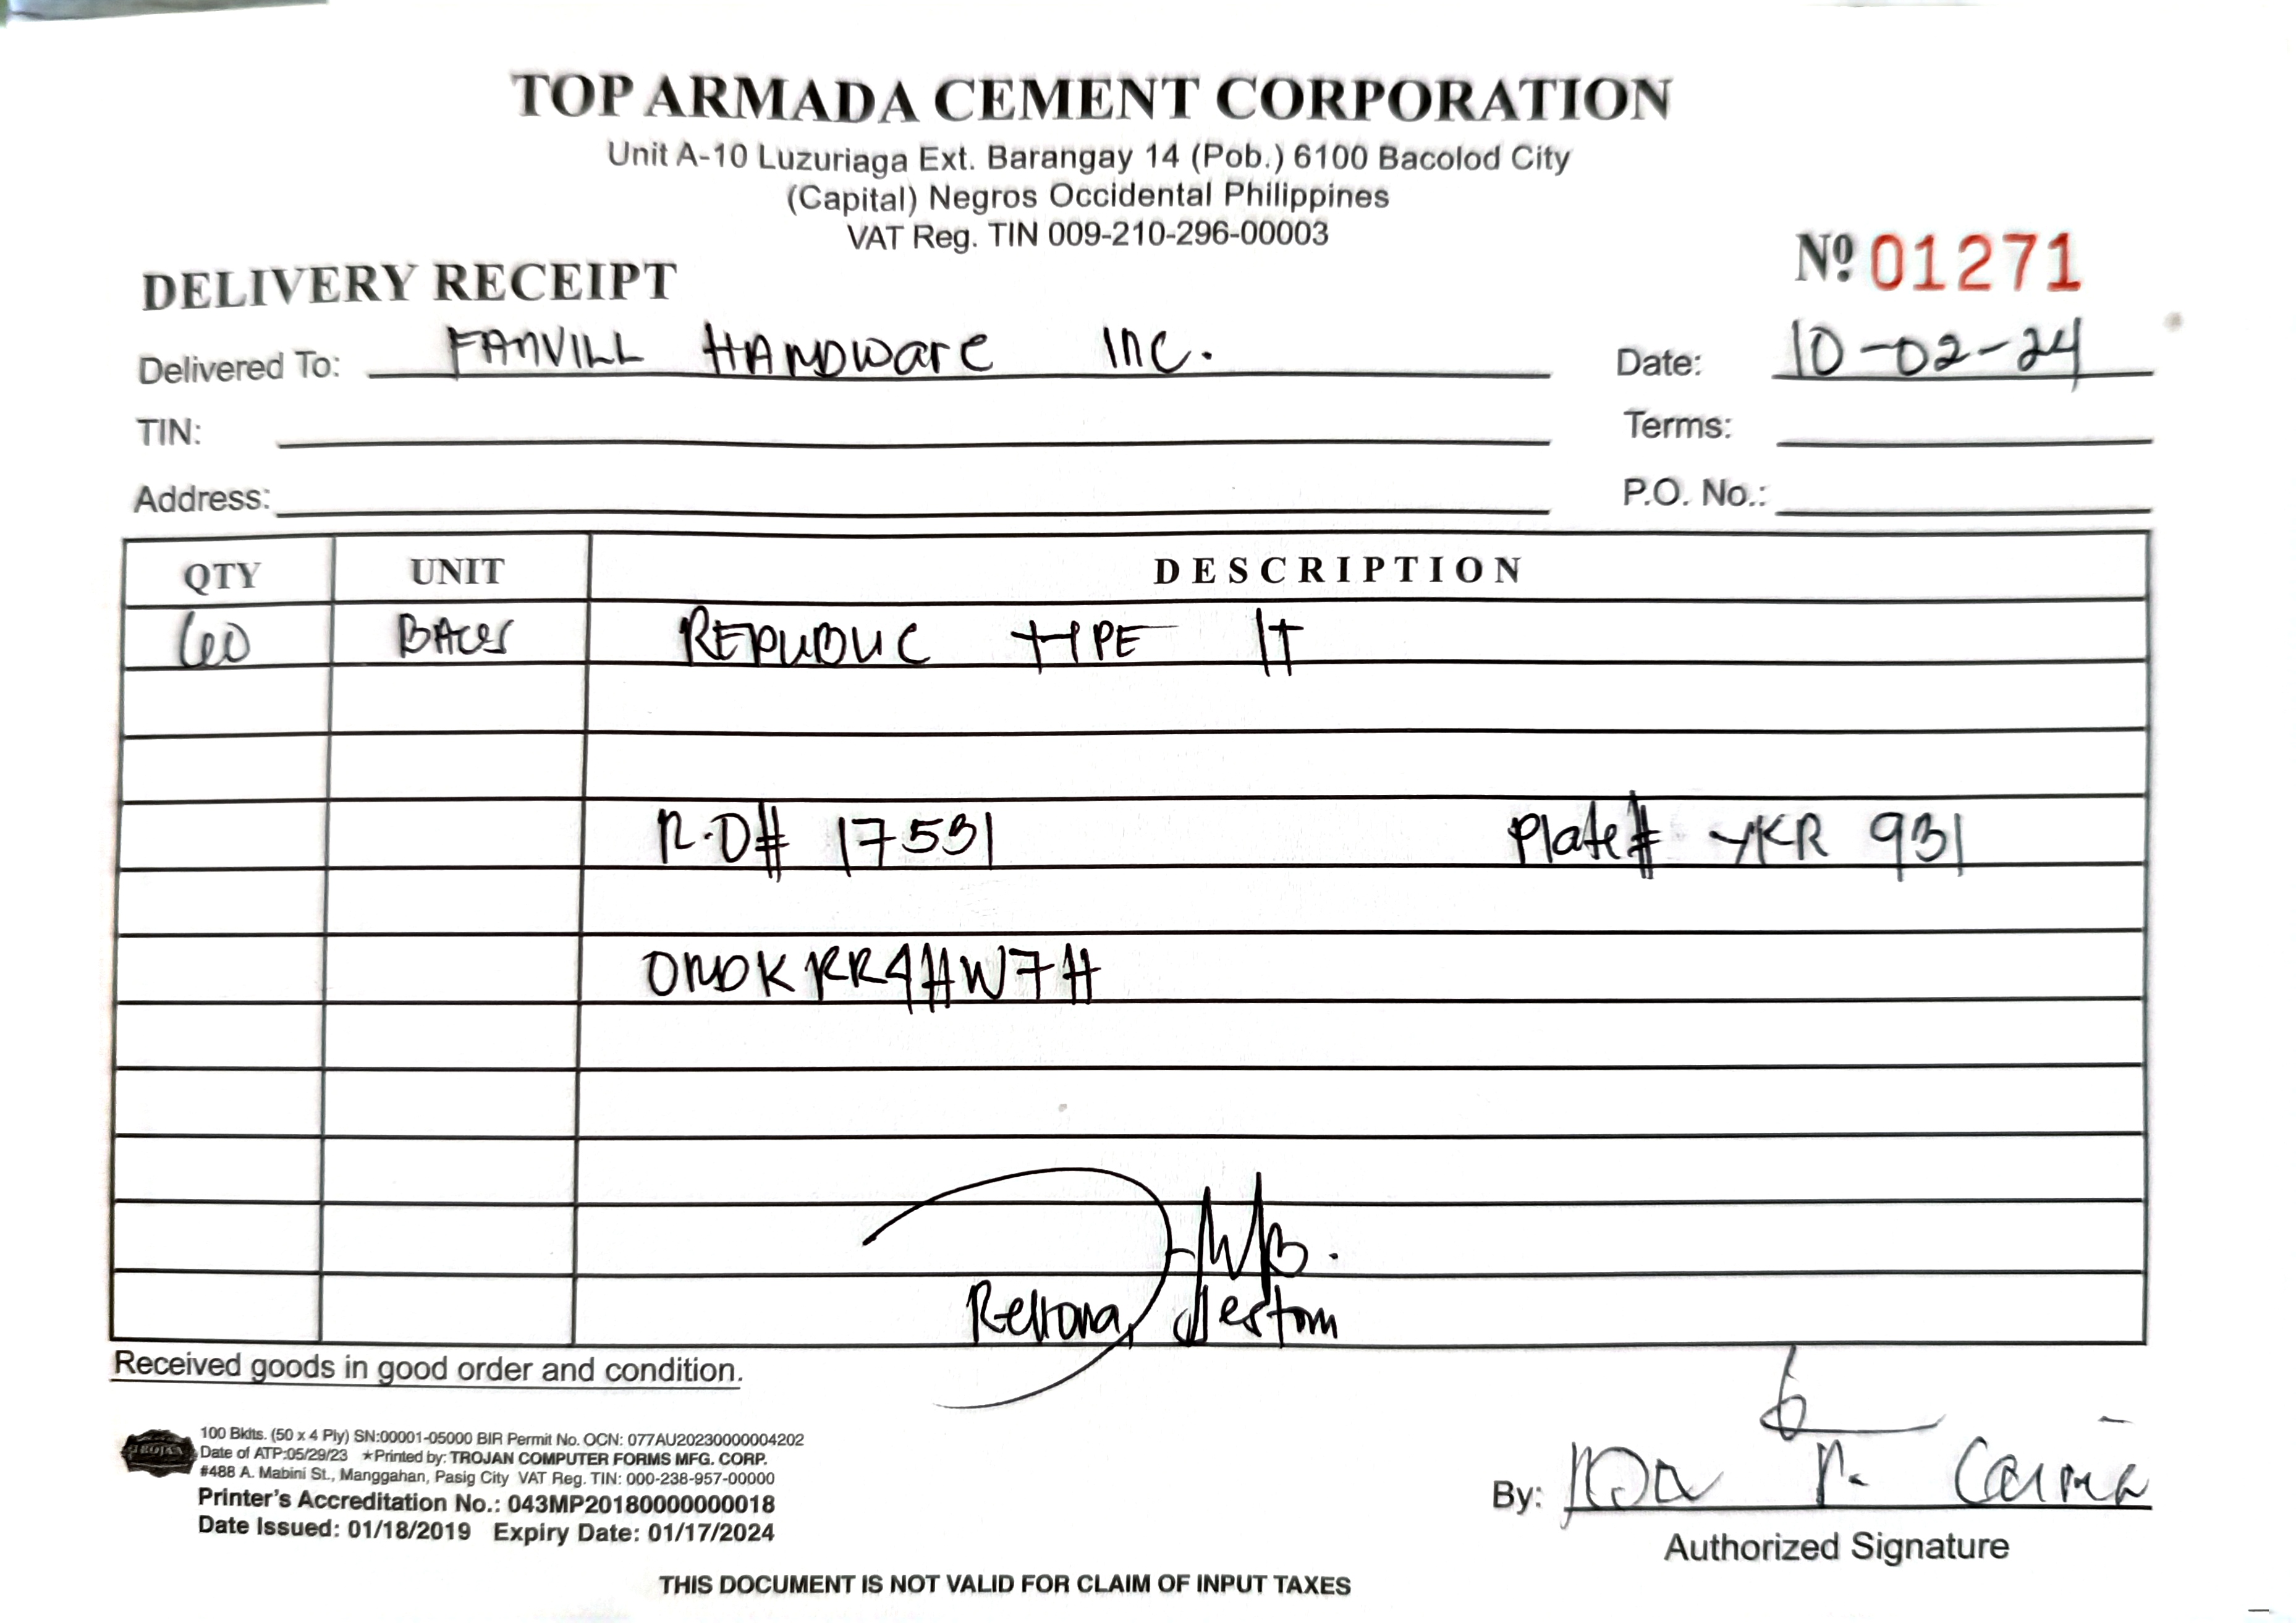 TOP ARMADA CEMENT CORPORATION
Unit A-10 Luzuriaga Ext. Barangay 14 (Pob.) 6100 Bacolod City
(Capital) Negros Occidental Philippines
VAT Reg. TIN 009-210-296-00003
DELIVERY RECEIPT Nº 01271
Delivered To: FANVILL HARDWARE INC. Date: 10-02-24
TIN: Terms:
Address: P.O. No.:
QTY UNIT DESCRIPTION
60 BAGS REPUBLIC TYPE 1T
R.O# 17531 Plate# YKR 931
Received goods in good order and condition.
TROJAN
100 Bklts. (50 x 4 Ply) SN:00001-05000 BIR Permit No. OCN: 077AU20230000004202
Date of ATP:05/29/23 ★Printed by: TROJAN COMPUTER FORMS MFG. CORP.
#488 A. Mabini St., Manggahan, Pasig City VAT Reg. TIN: 000-238-957-00000
Printer's Accreditation No.: 043MP20180000000018
Date Issued: 01/18/2019 Expiry Date: 01/17/2024
By:
Authorized Signature
THIS DOCUMENT IS NOT VALID FOR CLAIM OF INPUT TAXES